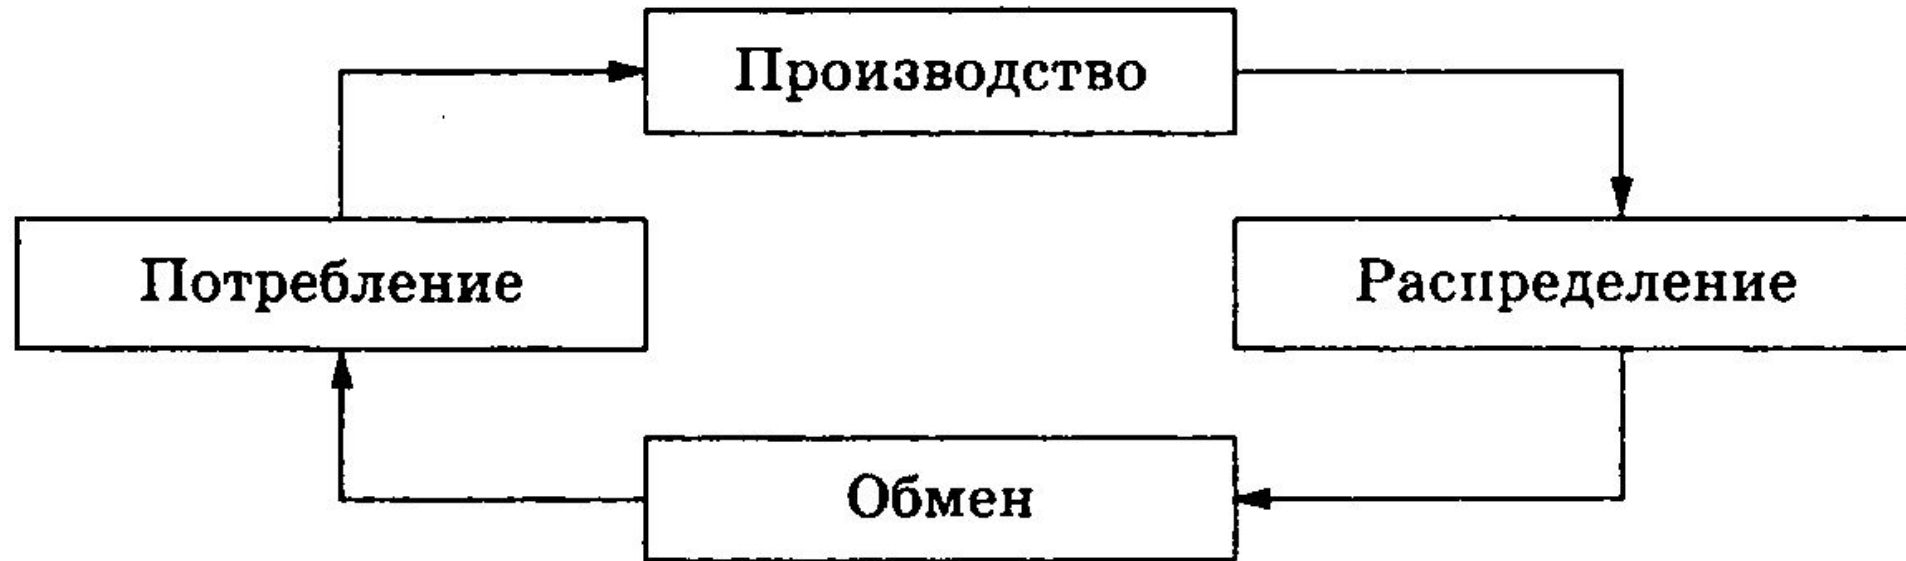 Производство
Потребление
Распределение
Обмен